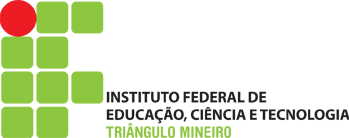 INSTITUTO FEDERAL DE
EDUCAÇÃO, CIÊNCIA E TECNOLOGIA
TRIÂNGULO MINEIRO